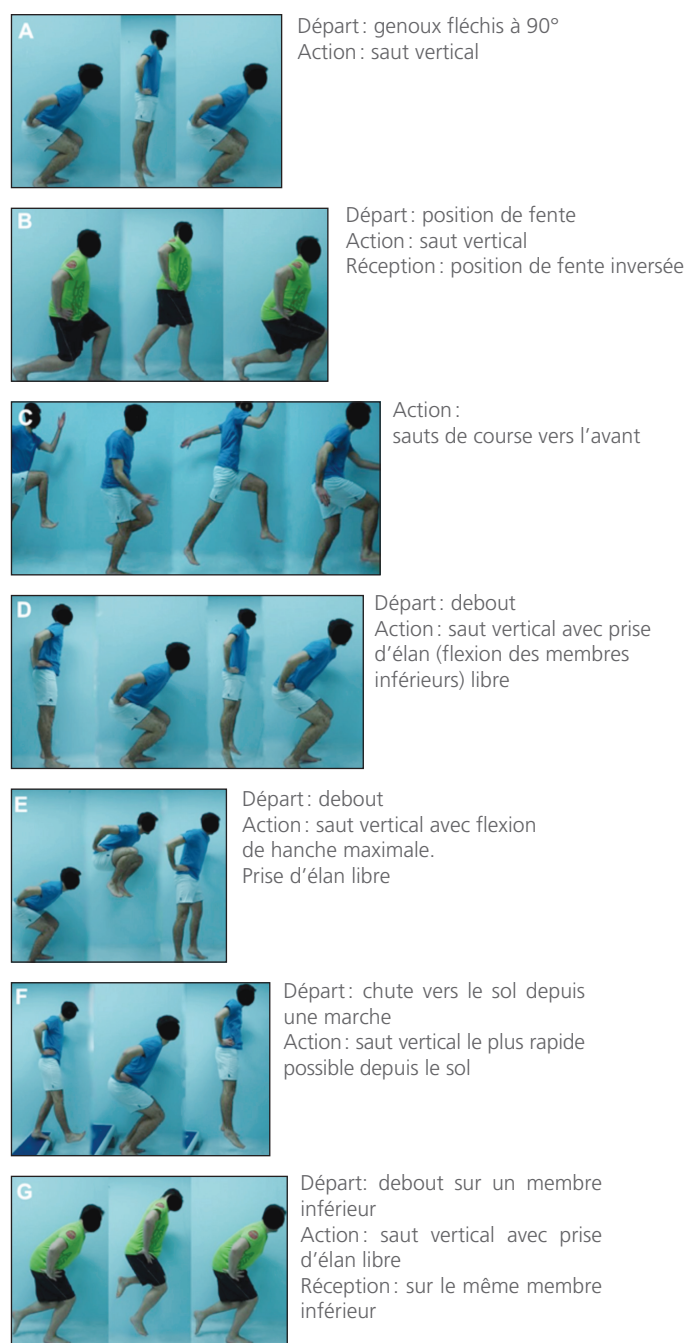 A
Départ : genoux fléchis à 90°
Action : saut vertical
B
Départ : position de fente
Action : saut vertical
Réception : position de fente inversée
C
Action :
sauts de course vers l'avant
D
Départ : debout
Action : saut vertical avec prise
d'élan (flexion des membres
inférieurs) libre
E
Départ : debout
Action : saut vertical avec flexion
de hanche maximale.
Prise d'élan libre
F
Départ : chute vers le sol depuis
une marche
Action : saut vertical le plus rapide
possible depuis le sol
G
Départ: debout sur un membre
inférieur
Action : saut vertical avec prise
d'élan libre
Réception : sur le même membre
inférieur